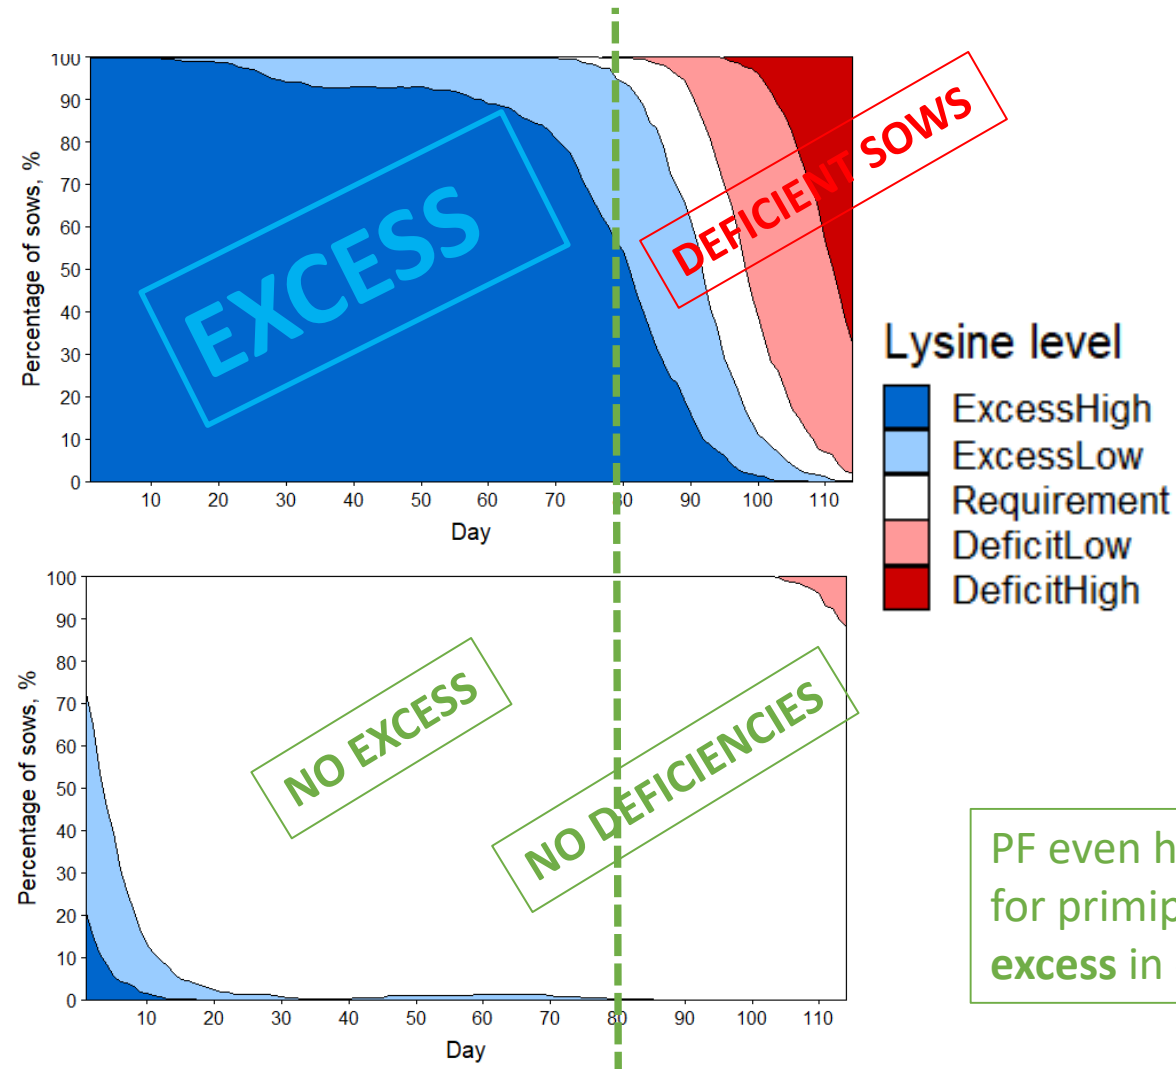 100
90
80
70
60
50
40
30
20
10
0
Percentage of sows, %
EXCESS
DEFICIENT SOWS
10 20 30 40 50 60 70 80 90 100 110
Day
Lysine level
ExcessHigh
ExcessLow
Requirement
DeficitLow
DeficitHigh
100
90
80
70
60
50
40
30
20
10
0
Percentage of sows, %
NO EXCESS
NO DEFICIENCIES
10 20 30 40 50 60 70 80 90 100 110
Day
PF even h
for primip
excess in